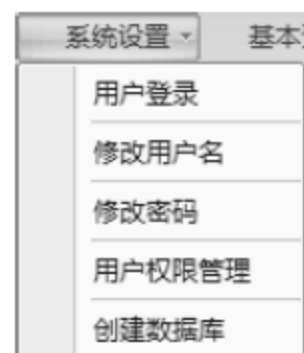 系统设置 基本
用户登录
修改用户名
修改密码
用户权限管理
创建数据库